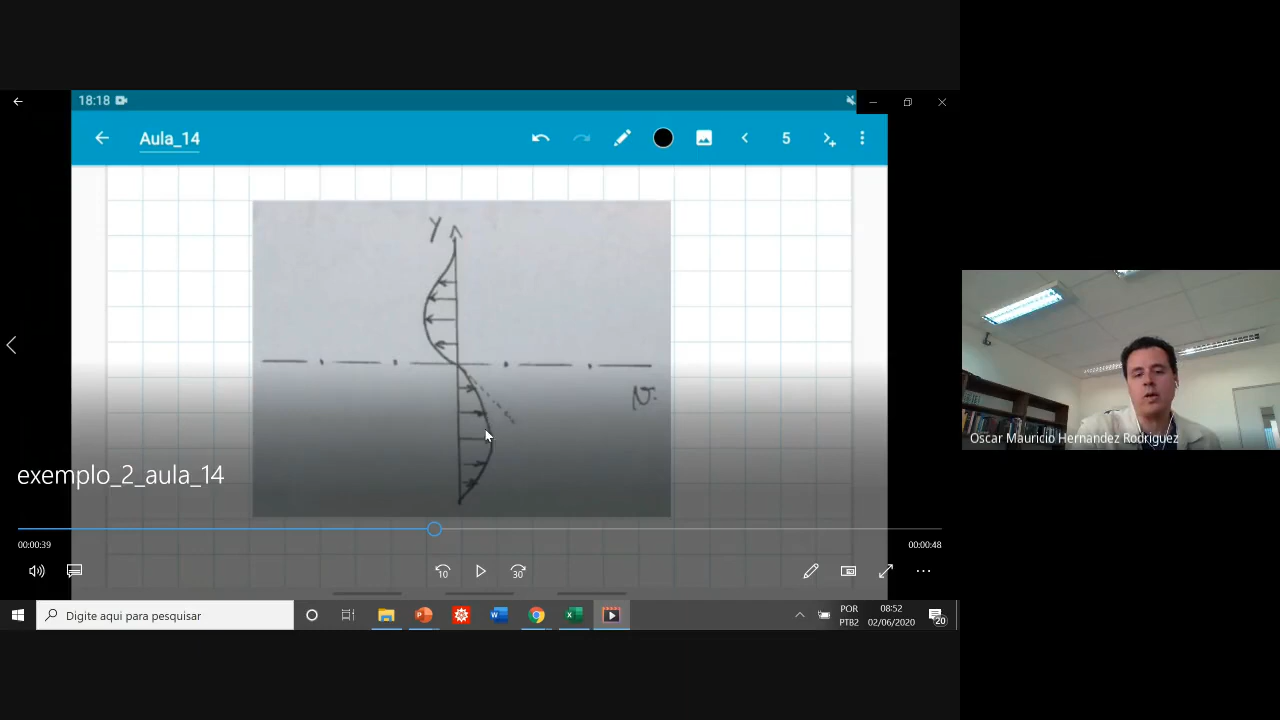 18:18
Aula_14
5
Y
exemplo_2_aula_14
00:00:39
00:00:48
10
30
Digite aqui para pesquisar
POR
PTB2
08:52
02/06/2020
20
Oscar Mauricio Hernandez Rodriguez